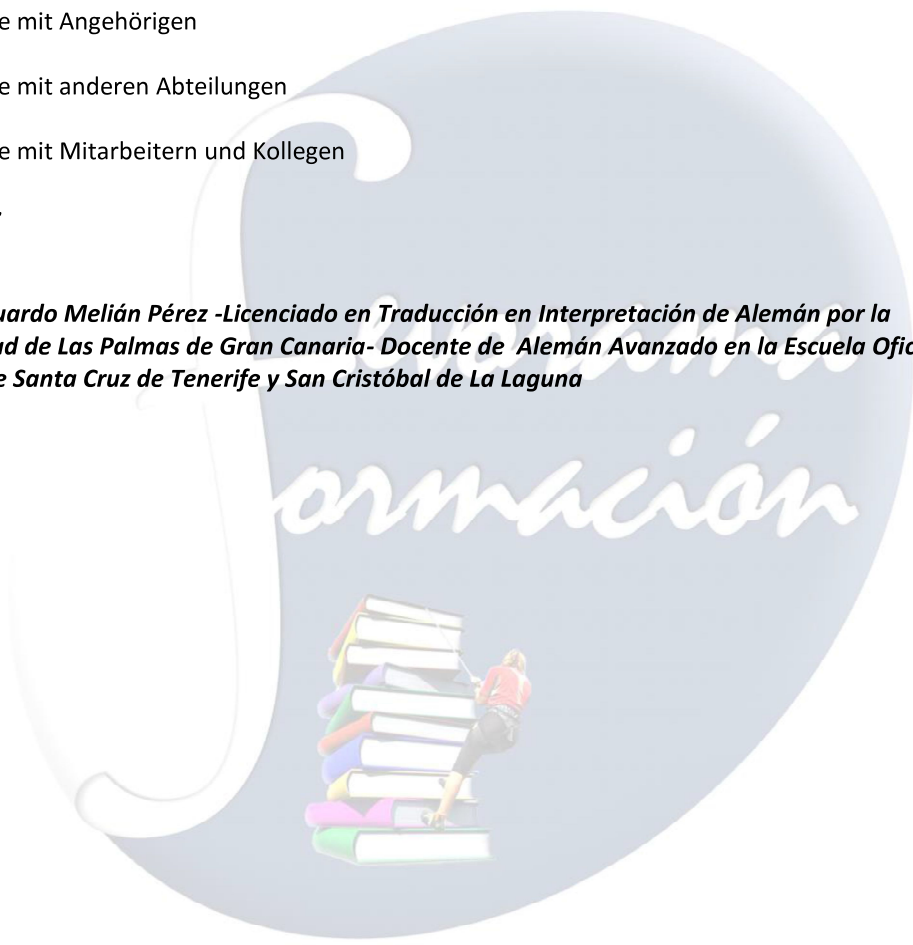 e mit Angehörigen
e mit anderen Abteilungen
e mit Mitarbeitern und Kollegen
uardo Melián Pérez -Licenciado en Traducción en Interpretación de Alemán por la
ad de Las Palmas de Gran Canaria- Docente de Alemán Avanzado en la Escuela Ofic
e Santa Cruz de Tenerife y San Cristóbal de La Laguna
formación